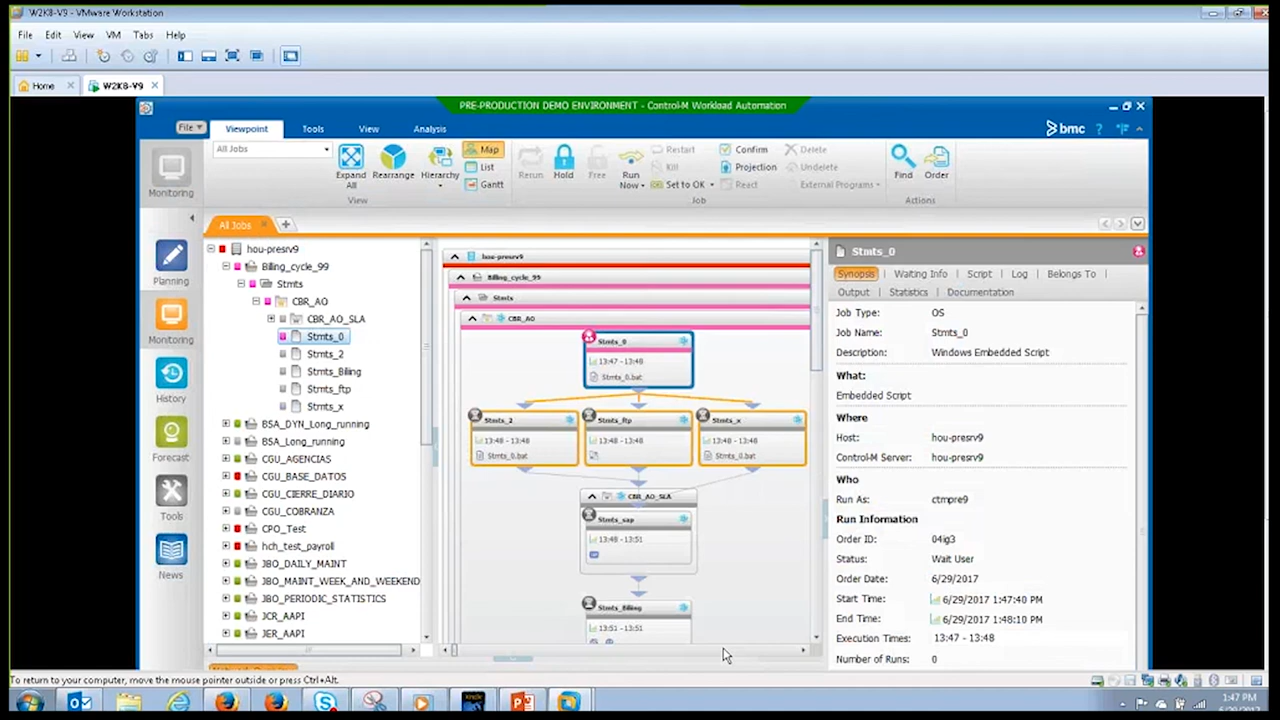 W2K8-V9 - VMware Workstation
File Edit View VM Tabs Help
Home
W2K8-V9
PRE-PRODUCTION DEMO ENVIRONMENT - Control-M Workload Automation
File Viewpoint Tools View Analysis
bmc ?
All Jobs
Monitoring
Expand All
Rearrange
Hierarchy
Map
List
Gantt
View
Rerun
Hold
Free
Run Now
Restart
Kill
Set to OK
Confirm
Projection
React
Delete
Undelete
External Programs
Job
Find
Order
Actions
All Jobs
Planning
Monitoring
History
Forecast
Tools
News
hou-presrv9
Billing_cycle_99
Stmts
CBR_AO
CBR_AO_SLA
Stmts_0
Stmts_2
Stmts_Billing
Stmts_ftp
Stmts_x
BSA_DYN_Long_running
BSA_Long_running
CGU_AGENCIAS
CGU_BASE_DATOS
CGU_CIERRE_DIARIO
CGU_COBRANZA
CPO_Test
hch_test_payroll
JBO_DAILY_MAINT
JBO_MAINT_WEEK_AND_WEEKEND
JBO_PERIODIC_STATISTICS
JCR_AAPI
JER_AAPI
hou-presrv9
Billing_cycle_99
Stmts
CBR_AO
Stmts_0
13:47 - 13:48
Stmts_0.bat
Stmts_2
13:48 - 13:48
Stmts_0.bat
Stmts_ftp
13:48 - 13:48
Stmts_x
13:48 - 13:48
Stmts_0.bat
CBR_AO_SLA
Stmts_sap
13:48 - 13:51
Stmts_Billing
13:51 - 13:51
Stmts_0
Synopsis Waiting Info Script Log Belongs To
Output Statistics Documentation
Job Type: OS
Job Name: Stmts_0
Description: Windows Embedded Script
What:
Embedded Script
Where
Host: hou-presrv9
Control-M Server: hou-presrv9
Who
Run As: ctmpre9
Run Information
Order ID: 04ig3
Status: Wait User
Order Date: 6/29/2017
Start Time: 6/29/2017 1:47:40 PM
End Time: 6/29/2017 1:48:10 PM
Execution Times: 13:47 - 13:48
Number of Runs: 0
To return to your computer, move the mouse pointer outside or press Ctrl+Alt.
1:47 PM